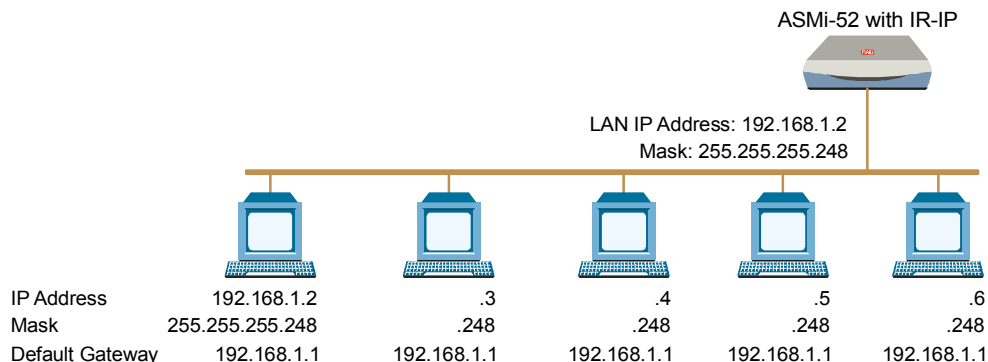 ASMi-52 with IR-IP
LAN IP Address: 192.168.1.2
Mask: 255.255.255.248
IP Address 192.168.1.2 .3 .4 .5 .6
Mask 255.255.255.248 .248 .248 .248 .248
Default Gateway 192.168.1.1 192.168.1.1 192.168.1.1 192.168.1.1 192.168.1.1